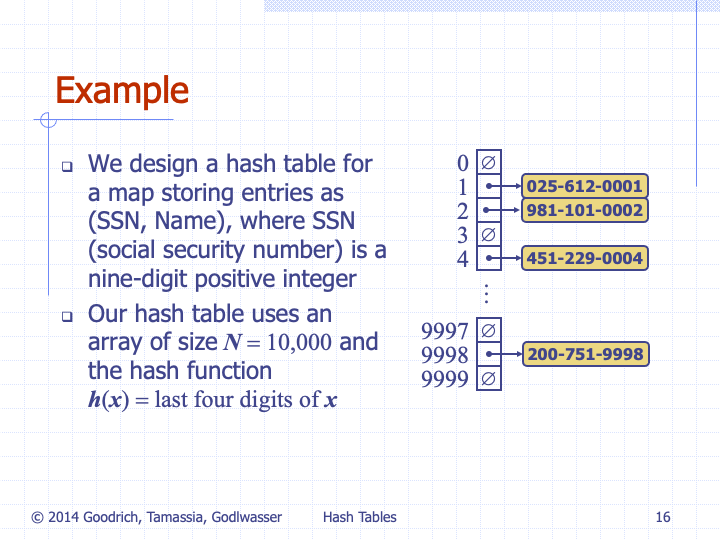 Example
❑ We design a hash table for
a map storing entries as
(SSN, Name), where SSN
(social security number) is a
nine-digit positive integer
❑ Our hash table uses an
array of size N = 10,000 and
the hash function
h(x) = last four digits of x
0 ∅
1 025-612-0001
2 981-101-0002
3 ∅
4 451-229-0004
⋮
9997 ∅
9998 200-751-9998
9999 ∅
© 2014 Goodrich, Tamassia, Godlwasser Hash Tables 16